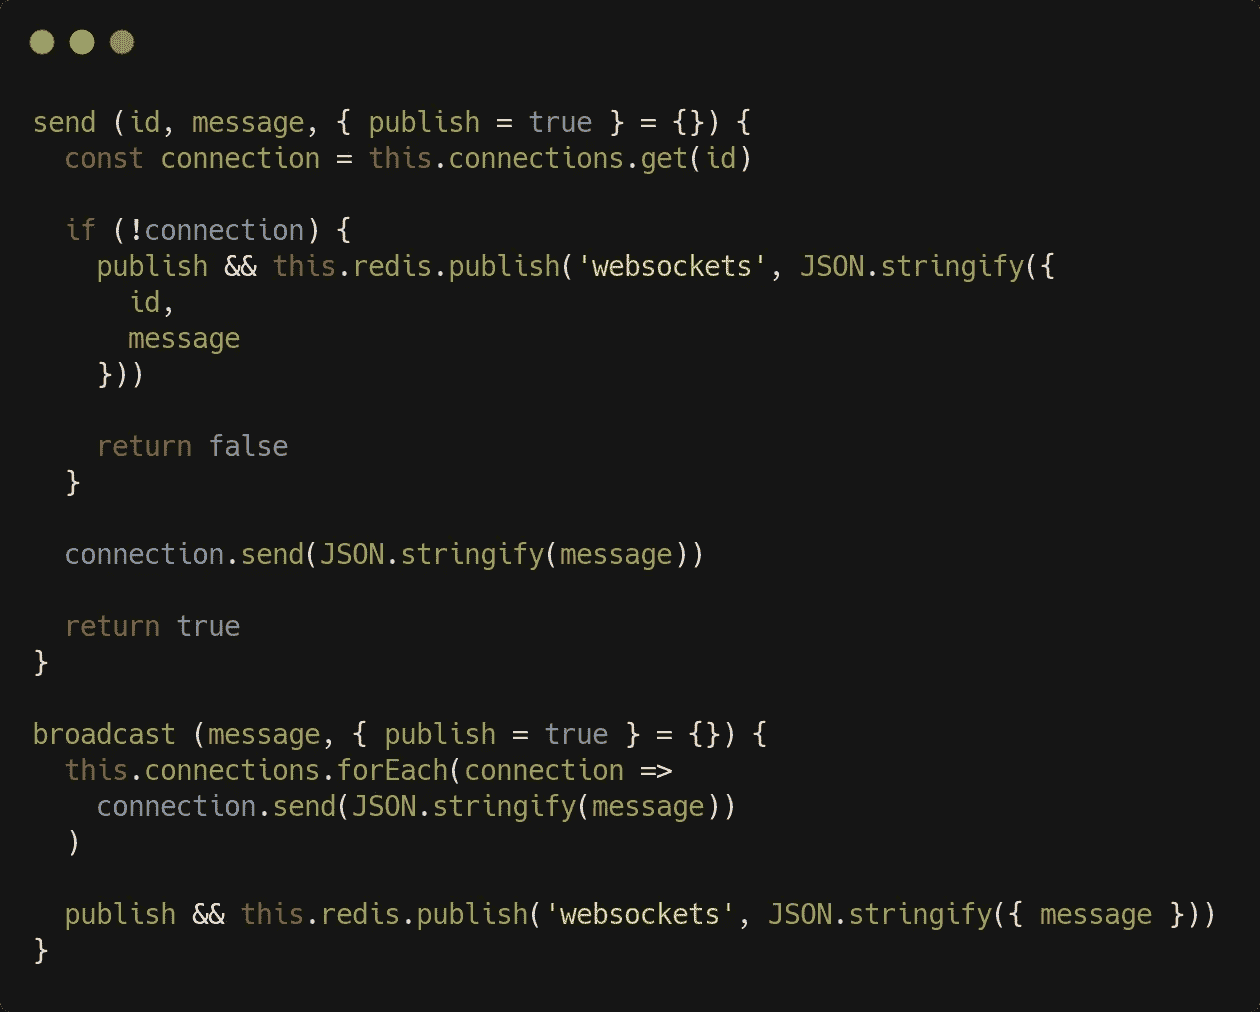 send (id, message, { publish = true } = {}) {
  const connection = this.connections.get(id)

  if (!connection) {
    publish && this.redis.publish('websockets', JSON.stringify({
      id,
      message
    }))

    return false
  }

  connection.send(JSON.stringify(message))

  return true
}

broadcast (message, { publish = true } = {}) {
  this.connections.forEach(connection =>
    connection.send(JSON.stringify(message))
  )

  publish && this.redis.publish('websockets', JSON.stringify({ message }))
}